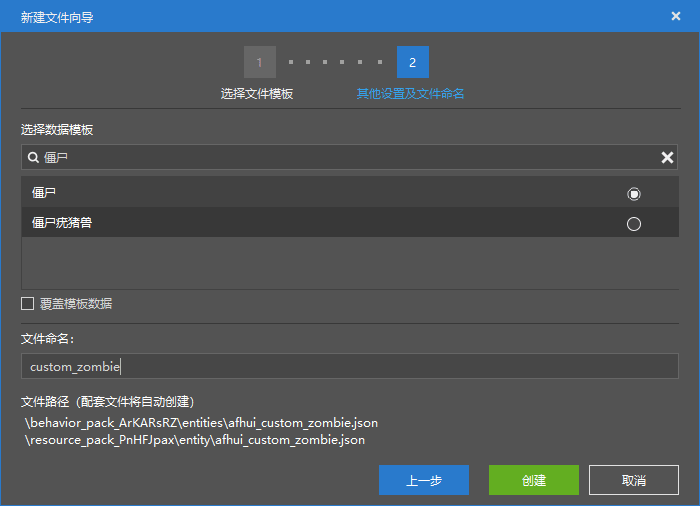 新建文件向导
1
2
选择文件模板
其他设置及文件命名
选择数据模板
僵尸
僵尸
僵尸疣猪兽
覆盖模板数据
文件命名：
custom_zombie
文件路径（配套文件将自动创建）
\behavior_pack_ArKARsRZ\entities\afhui_custom_zombie.json
\resource_pack_PnHFJpax\entity\afhui_custom_zombie.json
上一步
创建
取消